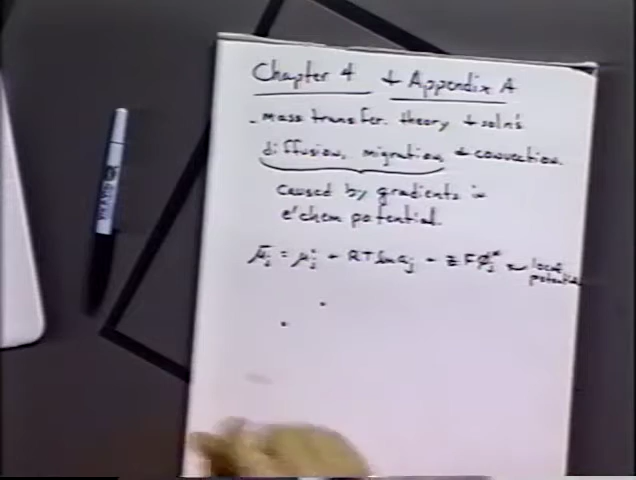 Chapter 4 + Appendix A
- mass transfer. theory + soln's
diffusion, migration, + convection.
caused by gradients in
e'chem potential.
μ̄ⱼ = μ°ⱼ + RT ln aⱼ + zFϕⱼ ~ local
potential
SHARPIE